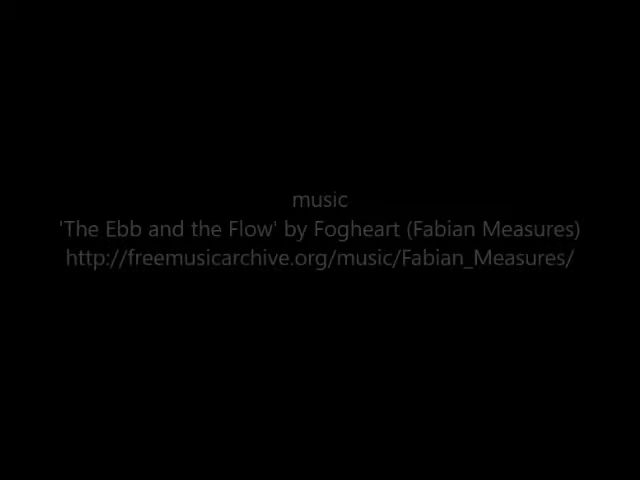 music
'The Ebb and the Flow' by Fogheart (Fabian Measures)
http://freemusicarchive.org/music/Fabian_Measures/